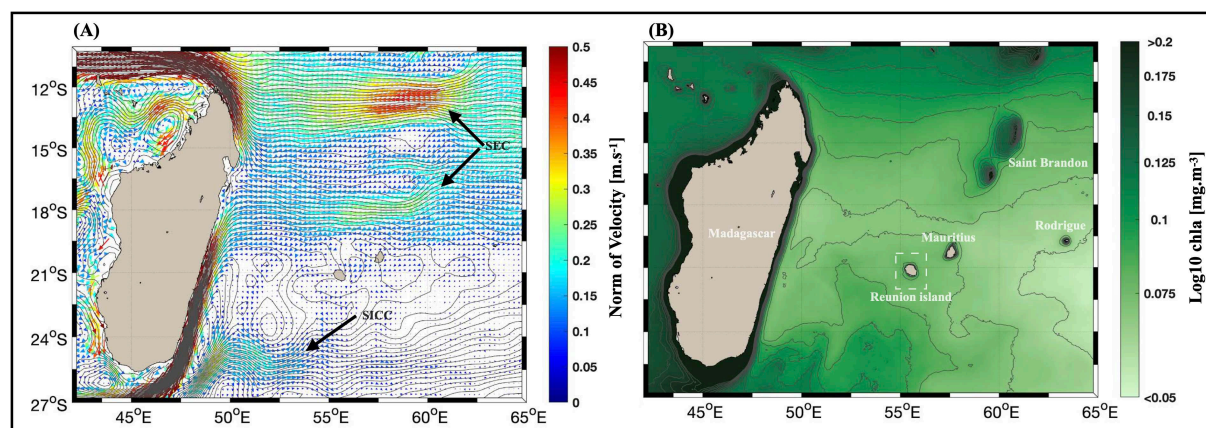 (A)
(B)
12°S
15°S
18°S
21°S
24°S
27°S
45°E
50°E
55°E
60°E
65°E
SEC
SICC
0.5
0.45
0.4
0.35
0.3
0.25
0.2
0.15
0.1
0.05
0
Norm of Velocity [m.s-1]
Saint Brandon
Rodrigue
Mauritius
Madagascar
Reunion island
45°E
50°E
55°E
60°E
65°E
>0.2
0.175
0.15
0.125
0.1
0.075
<0.05
Log10 chla [mg.m-3]